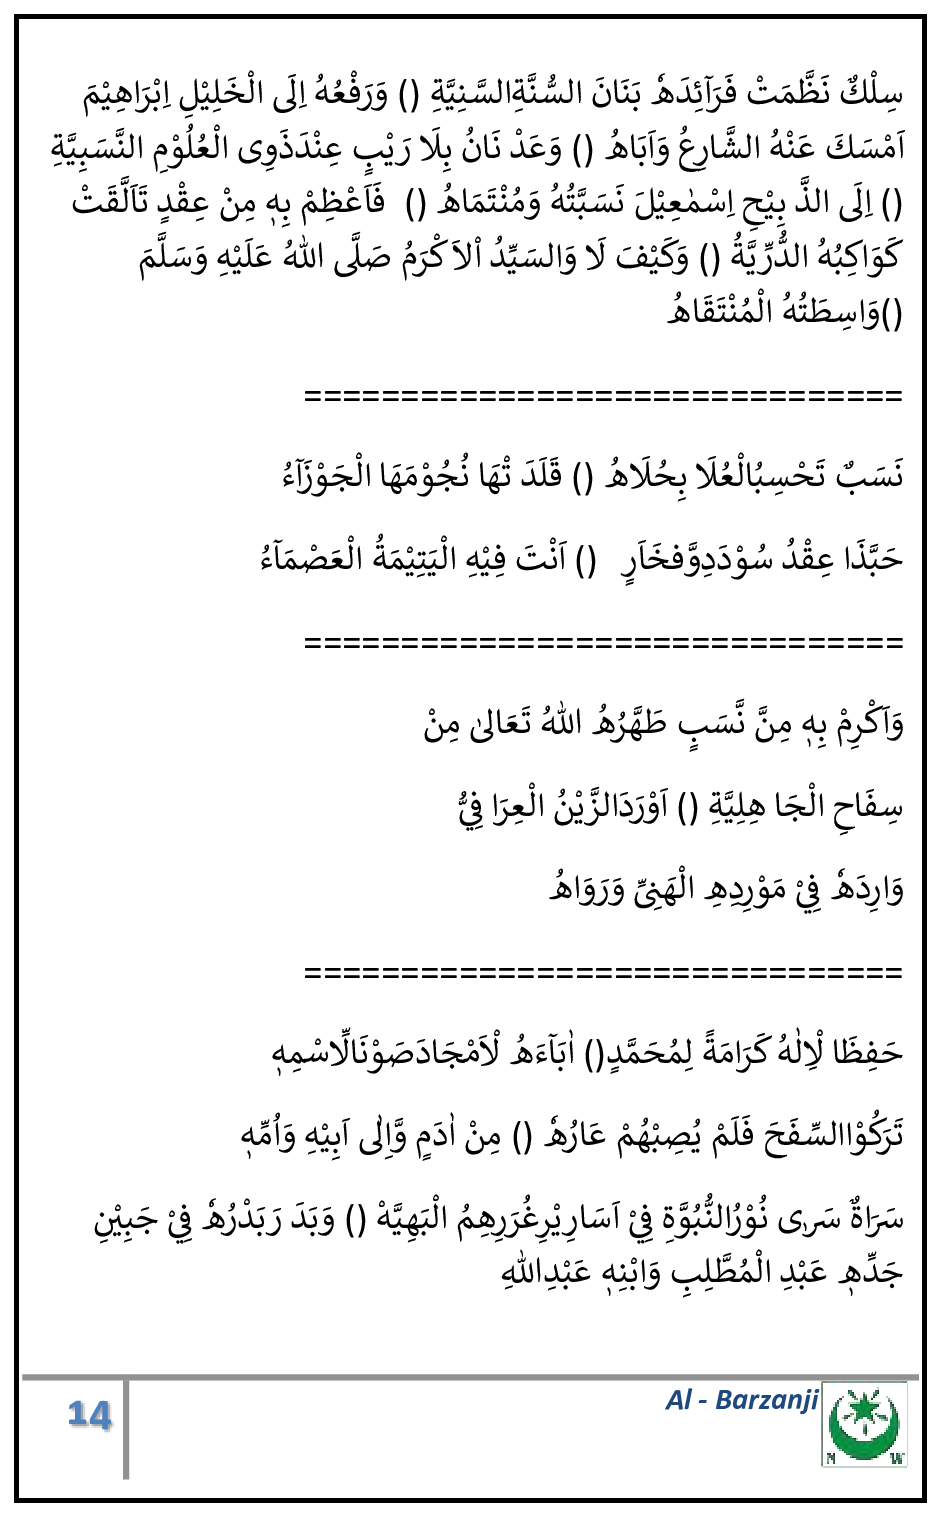 سِلْكٌ نَظَّمَتْ فَرَآئِدَهٗ بَنَانَ السُّنَّةِالسَّنِيَّةِ () وَرَفْعُهُ اِلَى الْخَلِيْلِ اِبْرَاهِيْمَ
اَمْسَكَ عَنْهُ الشَّارِعُ وَاَبَاهُ () وَعَدْ نَانُ بِلَا رَيْبٍ عِنْدَذَوِى الْعُلُوْمِ النَّسَبِيَّةِ
() اِلَى الذَّ بِيْحِ اِسْمٰعِيْلَ نَسَبَّتُهُ وَمُنْتَمَاهُ () فَاَعْظِمْ بِهٖ مِنْ عِقْدٍ تَاَلَّقَتْ
كَوَاكِبُهُ الدُّرِّيَّةُ () وَكَيْفَ لَا وَالسَيِّدُ اْلاَ كْرَمُ صَلَّى اللهُ عَلَيْهِ وَسَلَّمَ
()وَاسِطَتُهُ الْمُنْتَقَاهُ
===============================
نَسَبٌ تَحْسِبُالْعُلَا بِحُلَاهُ () قَلَدَ تْهَا نُجُوْمَهَا الْجَوْزَآءُ
حَبَّذَا عِقْدُ سُوْدَدِوَّفخَاَرٍ () اَنْتَ فِيْهِ الْيَتِيْمَةُ الْعَصْمَآءُ
===============================
وَاَكْرِمْ بِهٖ مِنَّ نَّسَبٍ طَهَّرُهُ اللهُ تَعَالىٰ مِنْ
سِفَاحِ الْجَا هِلِيَّةِ () اَوْرَدَالزَّيْنُ الْعِرَا فِيُّ
وَارِدَهٗ فِيْ مَوْرِدِهِ الْهَنِىِّ وَرَوَاهُ
===============================
حَفِظَا لْاِلٰهُ كَرَامَةً لِمُحَمَّدٍ() اٰبَآءَهُ لْاَمْجَادَصَوْنَالِّاسْمِهٖ
تَرَكُوْاالسِّفَحَ فَلَمْ يُصِبْهُمْ عَارُهٗ () مِنْ اٰدَمٍ وَّاِلٰى اَبِيْهِ وَاُمِّهٖ
سَرَاةٌ سَرٰى نُوْرُالنُّبُوَّةِ فِيْ اَسَارِيْرِغُرَرِهِمُ الْبَهِيَّهْ () وَبَدَ رَبَدْرُهٗ فِيْ جَبِيْنِ
جَدِّهٖ عَبْدِ الْمُطَّلِبِ وَابْنِهٖ عَبْدِاللهِ
14
Al - Barzanji
N W